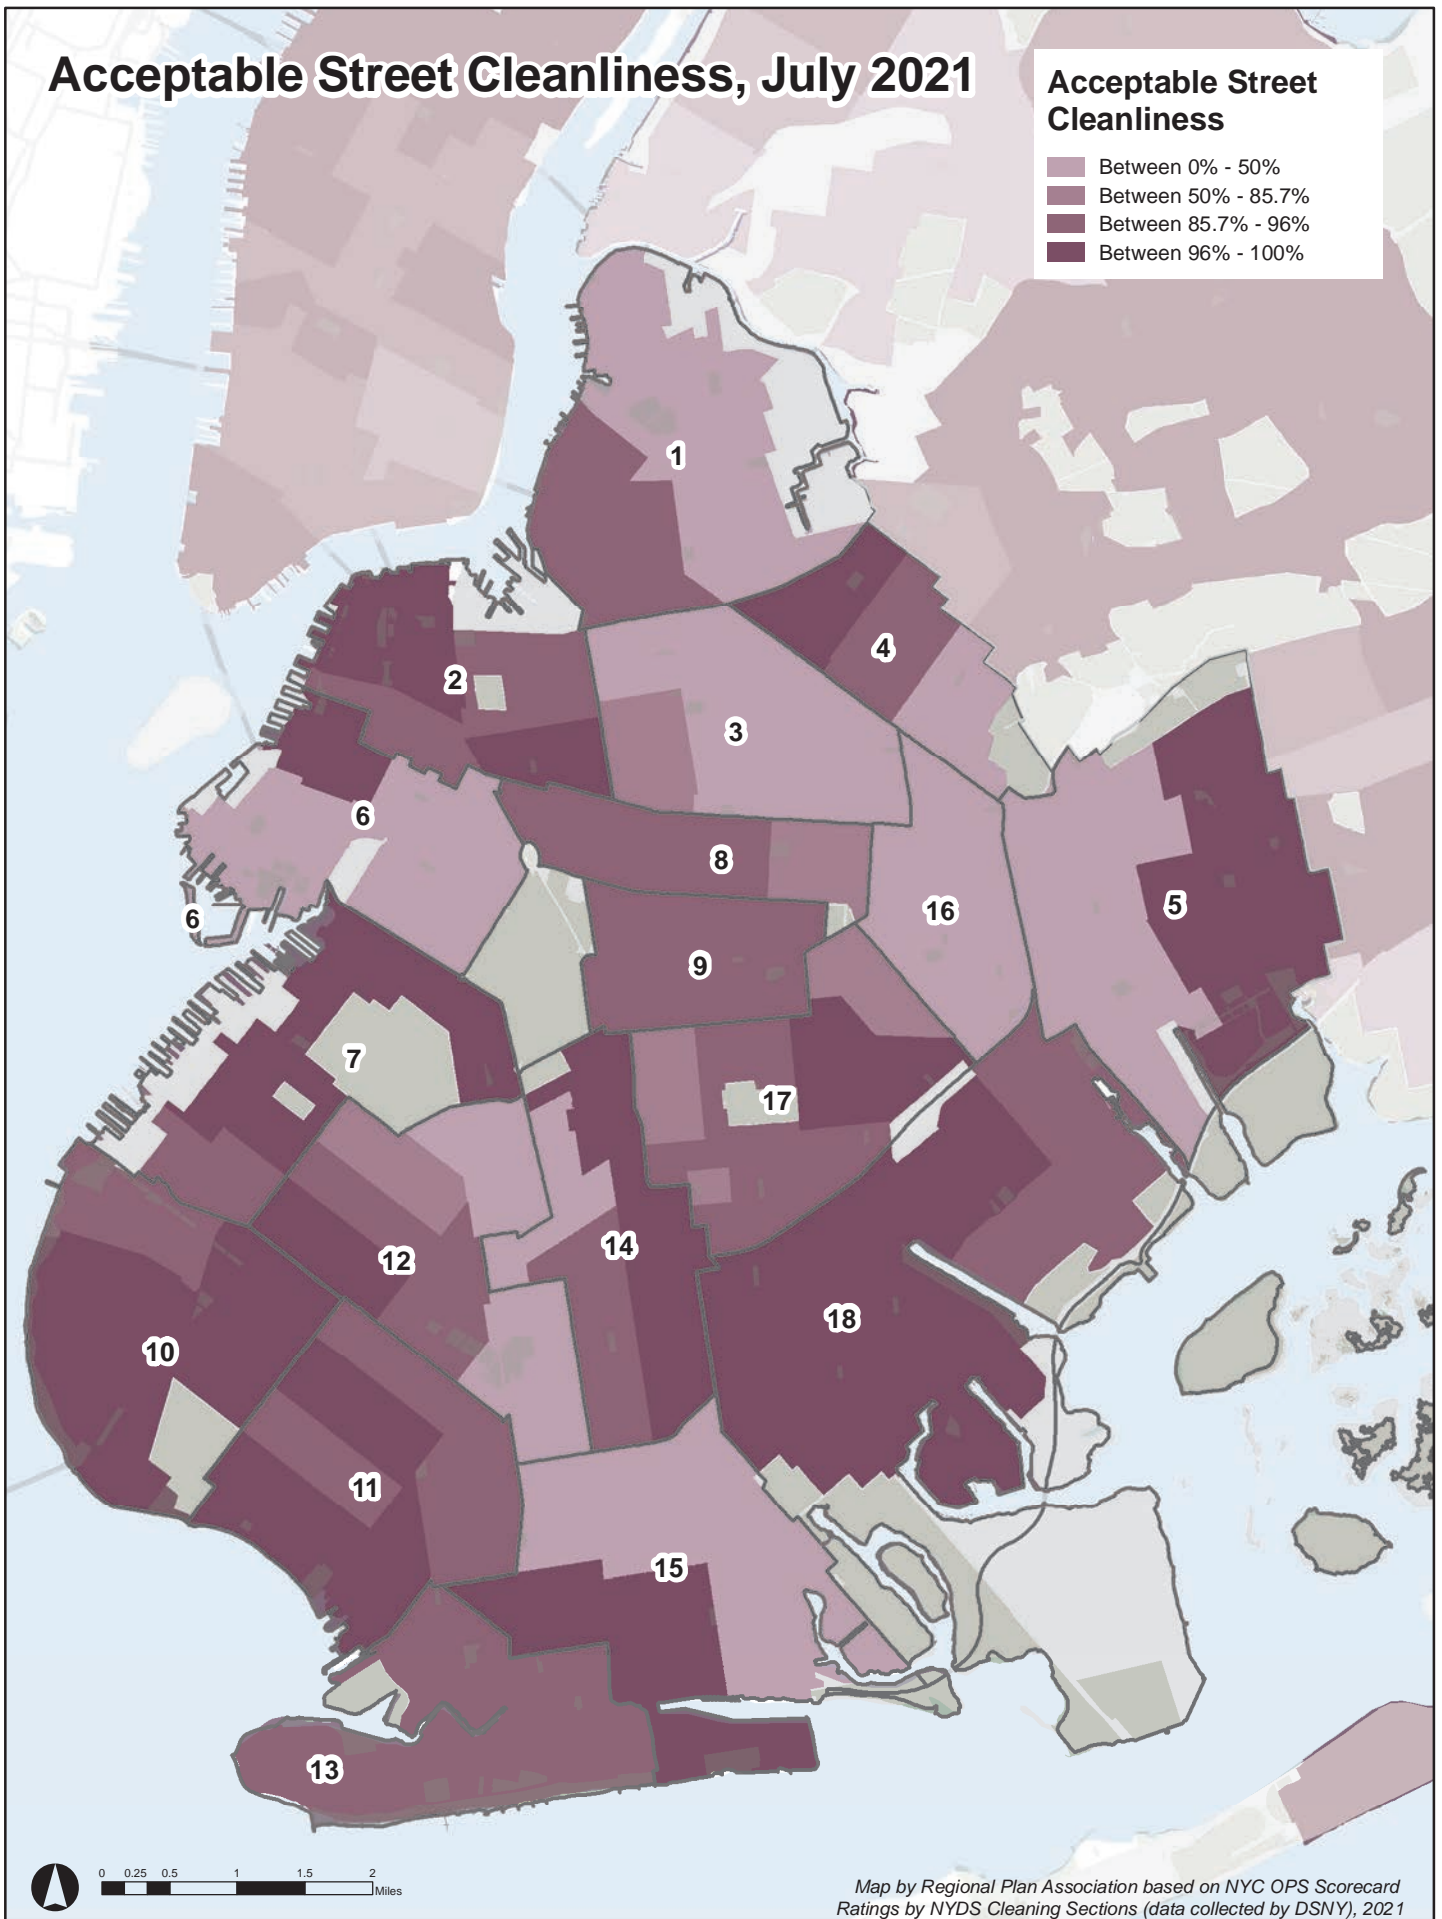 Acceptable Street Cleanliness, July 2021
Acceptable Street
Cleanliness
Between 0% - 50%
Between 50% - 85.7%
Between 85.7% - 96%
Between 96% - 100%
1
4
2
3
6
8
5
16
6
9
7
17
14
12
18
10
11
15
13
0 0.25 0.5 1 1.5 2
Miles
Map by Regional Plan Association based on NYC OPS Scorecard
Ratings by NYDS Cleaning Sections (data collected by DSNY), 2021